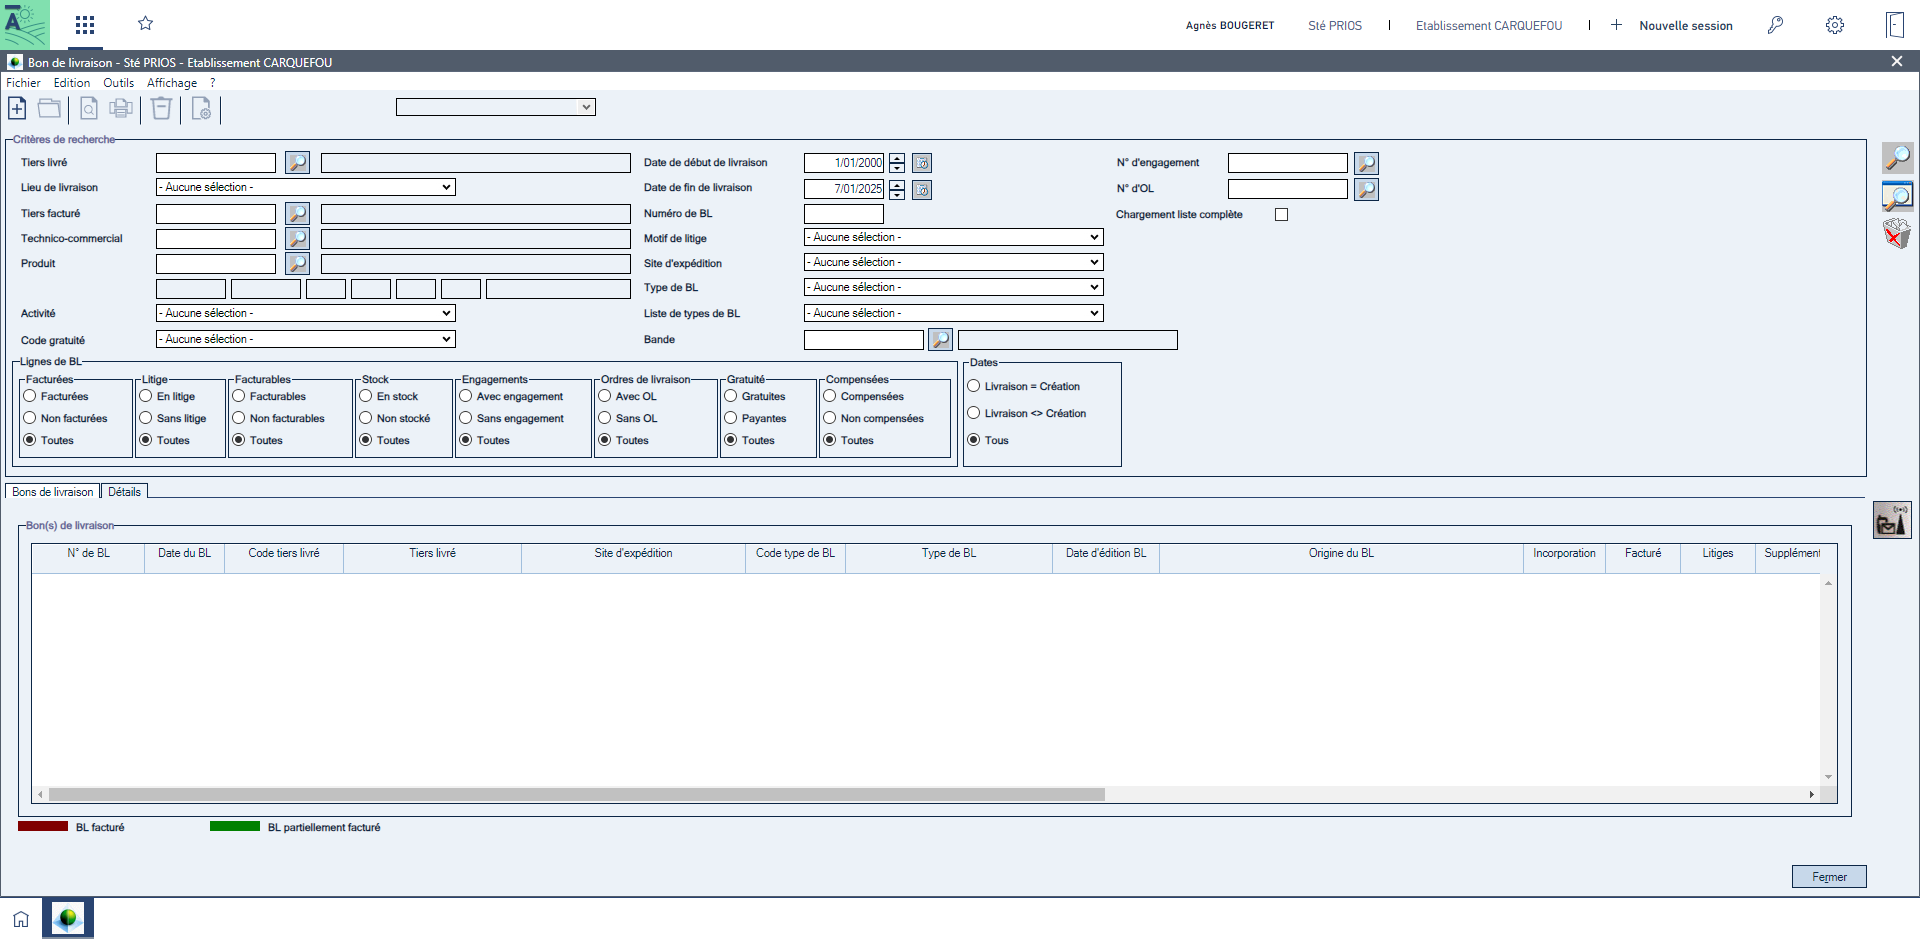 Agnès BOUGERET
Sté PRIOS
Etablissement CARQUEFOU
Nouvelle session
Bon de livraison - Sté PRIOS - Etablissement CARQUEFOU
Fichier Edition Outils Affichage ?
Critères de recherche
Tiers livré
Date de début de livraison 1/01/2000
N° d'engagement
Lieu de livraison - Aucune sélection -
Date de fin de livraison 7/01/2025
N° d'OL
Tiers facturé
Numéro de BL
Chargement liste complète
Technico-commercial
Motif de litige - Aucune sélection -
Produit
Site d'expédition - Aucune sélection -
Type de BL - Aucune sélection -
Activité - Aucune sélection -
Liste de types de BL - Aucune sélection -
Code gratuité - Aucune sélection -
Bande
Lignes de BL
Facturées
Facturées
Non facturées
Toutes
Litige
En litige
Sans litige
Toutes
Facturables
Facturables
Non facturables
Toutes
Stock
En stock
Non stocké
Toutes
Engagements
Avec engagement
Sans engagement
Toutes
Ordres de livraison
Avec OL
Sans OL
Toutes
Gratuité
Gratuites
Payantes
Toutes
Compensées
Compensées
Non compensées
Toutes
Dates
Livraison = Création
Livraison <> Création
Tous
Bons de livraison Détails
Bon(s) de livraison
N° de BL Date du BL Code tiers livré Tiers livré Site d'expédition Code type de BL Type de BL Date d'édition BL Origine du BL Incorporation Facturé Litiges Supplément
BL facturé BL partiellement facturé
Fermer